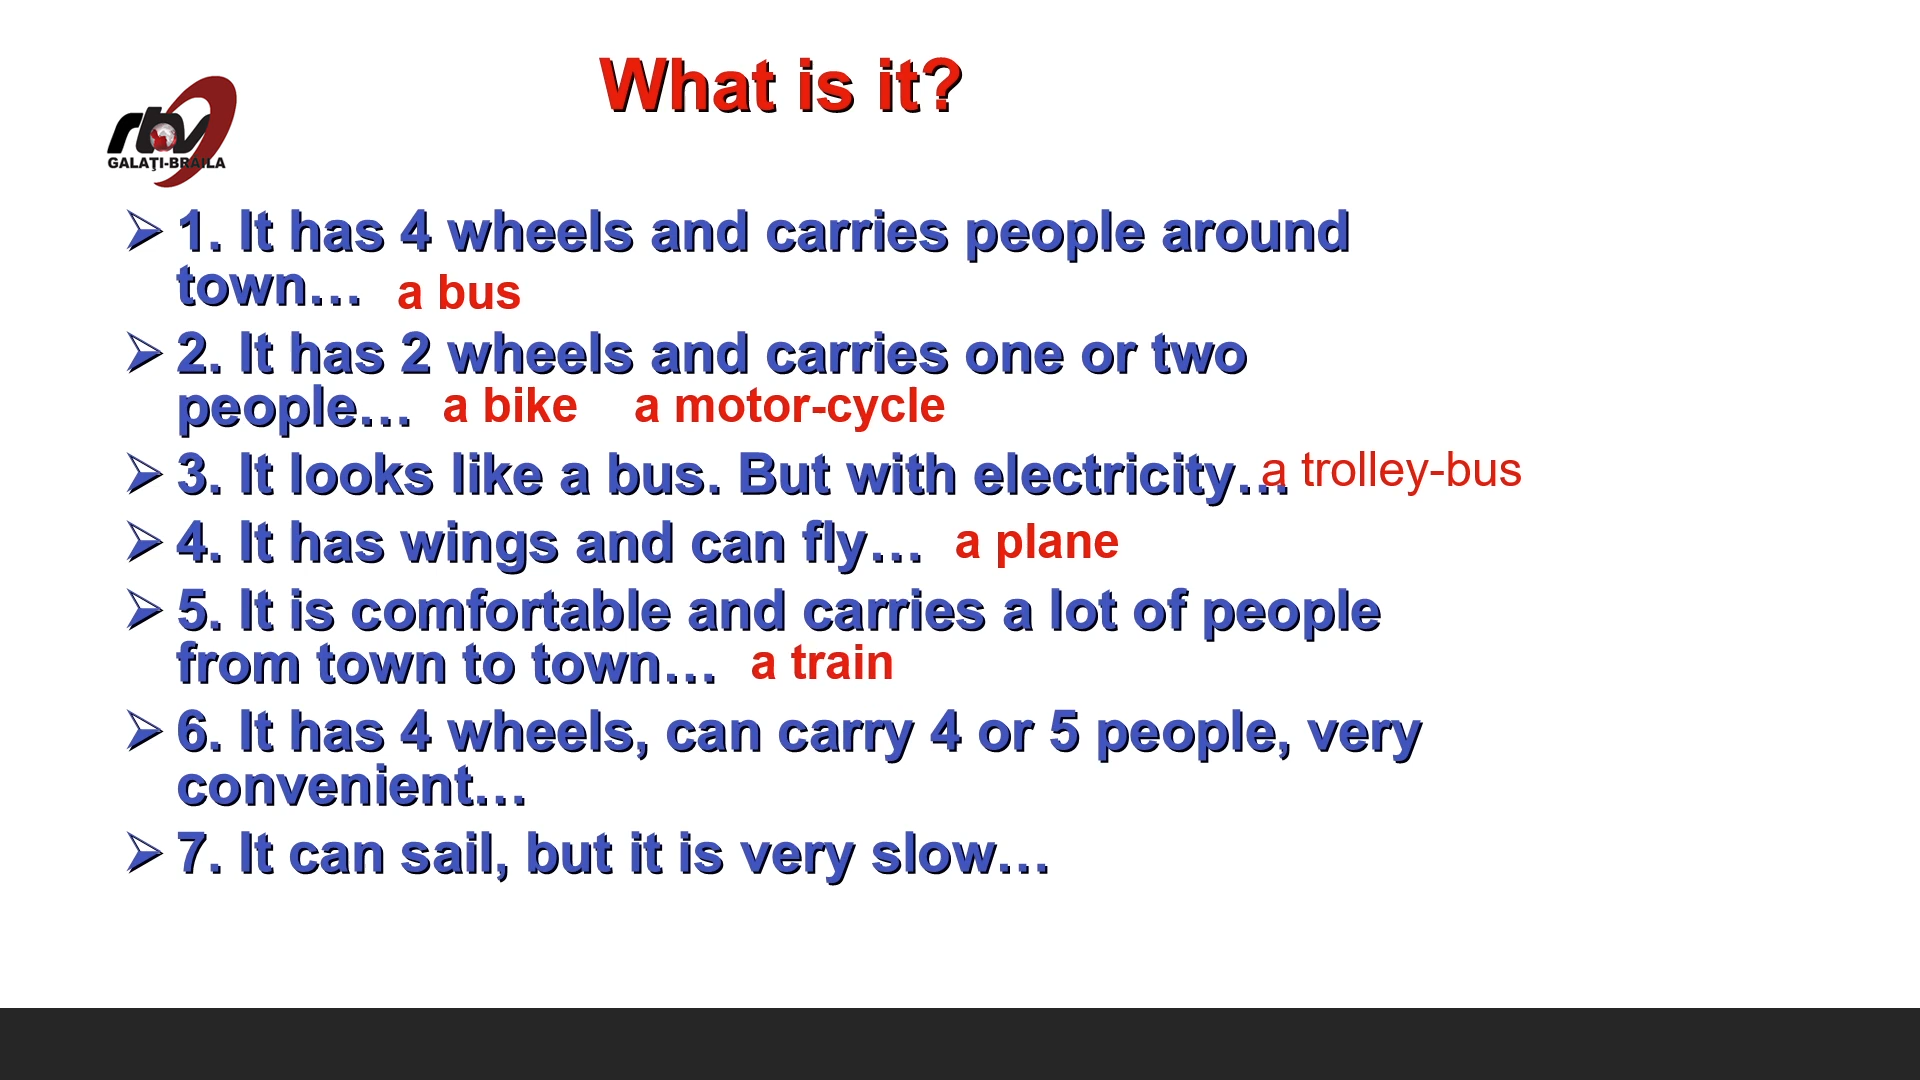 What is it?
rtv
GALAŢI-BRAILA
1. It has 4 wheels and carries people around
town… a bus
2. It has 2 wheels and carries one or two
people… a bike a motor-cycle
3. It looks like a bus. But with electricity… a trolley-bus
4. It has wings and can fly… a plane
5. It is comfortable and carries a lot of people
from town to town… a train
6. It has 4 wheels, can carry 4 or 5 people, very
convenient…
7. It can sail, but it is very slow…